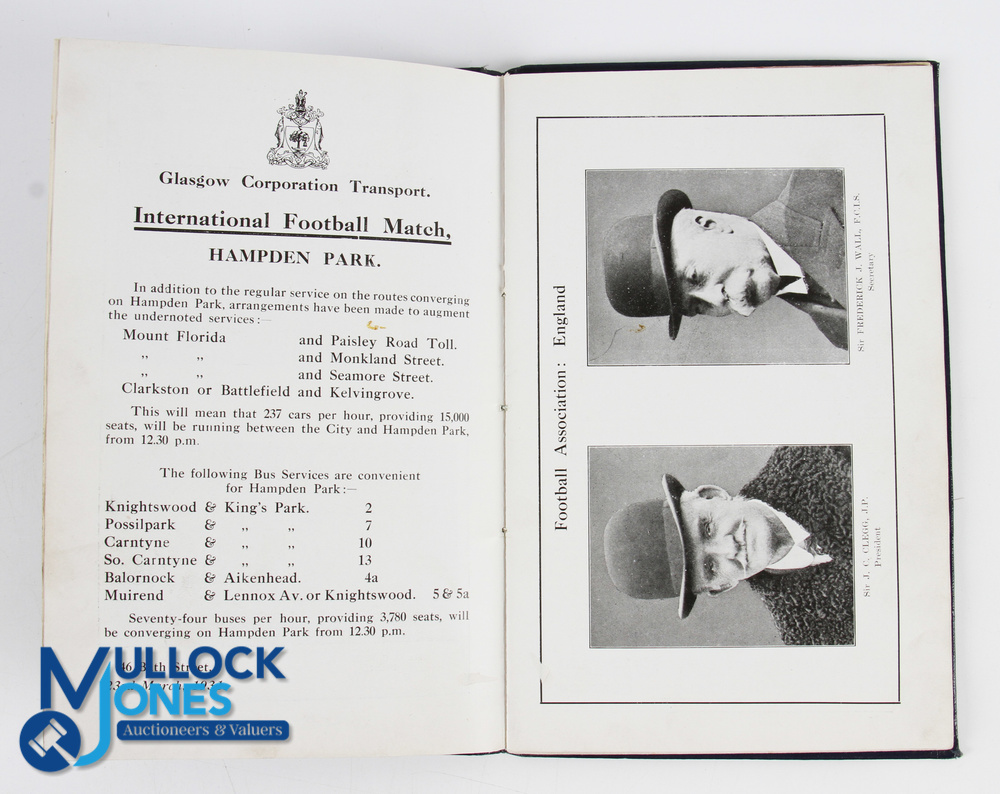 Glasgow Corporation Transport.
International Football Match,
HAMPDEN PARK.
In addition to the regular service on the routes converging
on Hampden Park, arrangements have been made to augment
the undernoted services:—
Mount Florida and Paisley Road Toll.
,, ,, and Monkland Street.
,, ,, and Seamore Street.
Clarkston or Battlefield and Kelvingrove.
This will mean that 237 cars per hour, providing 15,000
seats, will be running between the City and Hampden Park,
from 12.30 p.m.
The following Bus Services are convenient
for Hampden Park:—
Knightswood & King's Park. 2
Possilpark & ,, ,, 7
Carntyne & ,, ,, 10
So. Carntyne & ,, ,, 13
Balornock & Aikenhead. 4a
Muirend & Lennox Av. or Knightswood. 5 & 5a
Seventy-four buses per hour, providing 3,780 seats, will
be converging on Hampden Park from 12.30 p.m.
46 Bath Street,
March,
MULLOCK
JONES
Auctioneers & Valuers
Football Association: England
Sir J. C. CLEGG, J.P.
President
Sir FREDERICK J. WALL, F.C.I.S.
Secretary